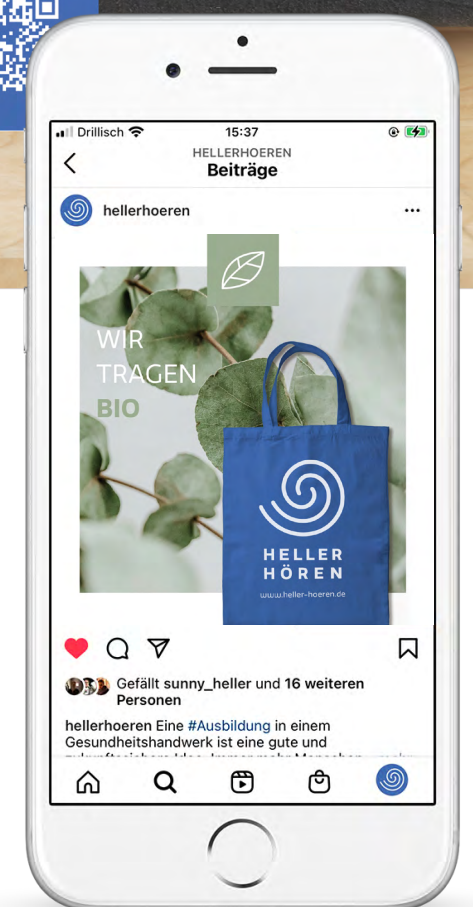 Drillisch 15:37
HELLERHOEREN
Beiträge
hellerhoeren
WIR
TRAGEN
BIO
HELLER
HÖREN
www.heller-hoeren.de
Gefällt sunny_heller und 16 weiteren
Personen
hellerhoeren Eine #Ausbildung in einem
Gesundheitshandwerk ist eine gute und